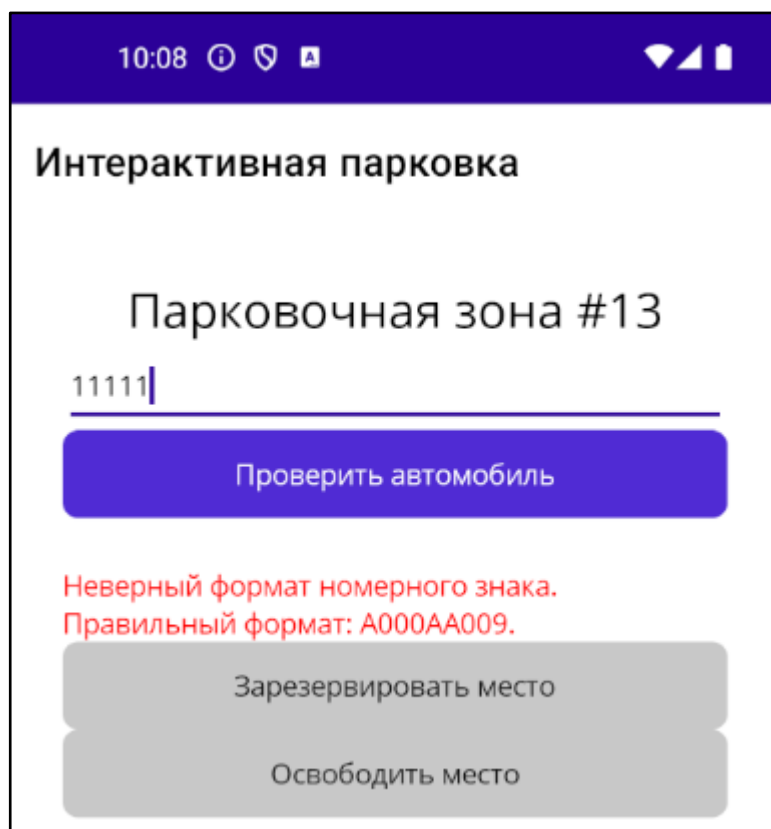 10:08
Интерактивная парковка
Парковочная зона #13
11111
Проверить автомобиль
Неверный формат номерного знака.
Правильный формат: А000АА009.
Зарезервировать место
Освободить место